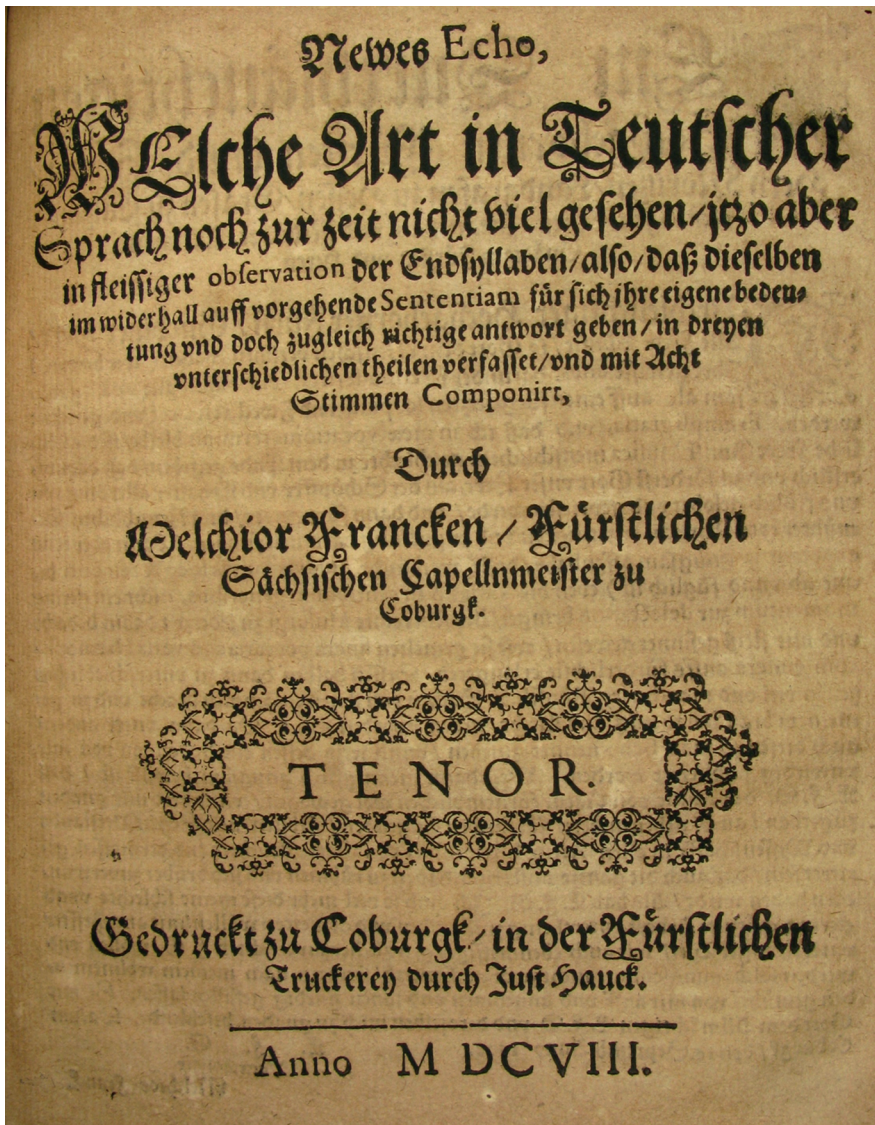 Newes Echo,
WElche Art in Teutscher
Sprach noch zur zeit nicht viel gesehen/jtzo aber
in fleissiger observation der Endsyllaben/also/daß dieselben
im widerhall auff vorgehende Sententiam für sich jhre eigene bedeu-
tung vnd doch zugleich richtige antwort geben/in dreyen
vnterschiedlichen theilen verfasset/vnd mit Acht
Stimmen Componirt,
Durch
Melchior Francken/Fürstlichen
Sächsischen Capellnmeister zu
Coburgk.
TENOR.
Gedruckt zu Coburgk/in der Fürstlichen
Truckerey durch Just Hauck.
Anno M DCVIII.